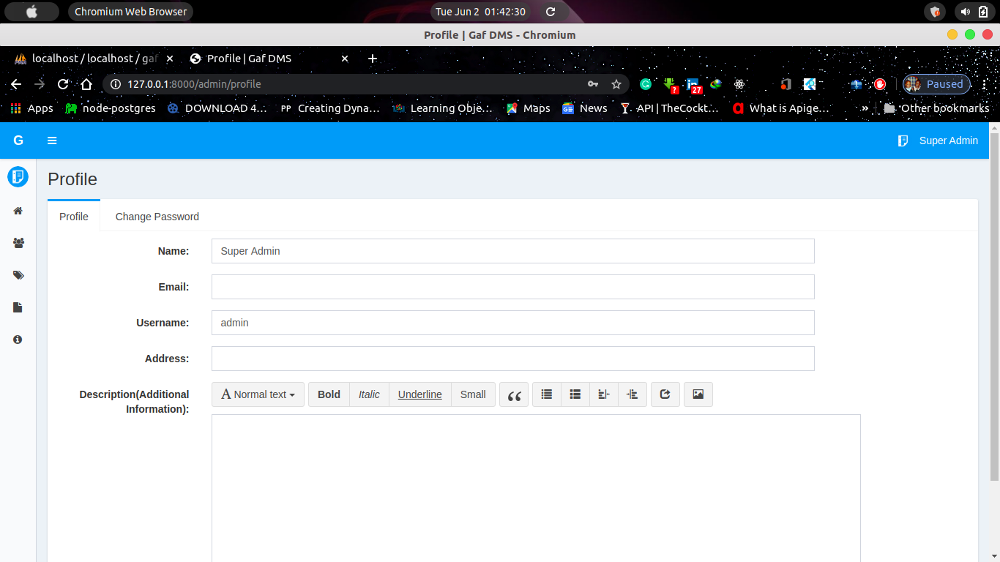 Chromium Web Browser
Tue Jun 2 01:42:30
Profile | Gaf DMS - Chromium
localhost / localhost / gaf
Profile | Gaf DMS
127.0.0.1:8000/admin/profile
?
27
Paused
Apps
node-postgres
DOWNLOAD 4...
PP Creating Dyna...
Learning Obje...
Maps
News
API | TheCockt...
What is Apige...
»
Other bookmarks
G
Super Admin
Profile
Profile
Change Password
Name:
Super Admin
Email:
Username:
admin
Address:
Description(Additional
Information):
A Normal text
Bold
Italic
Underline
Small